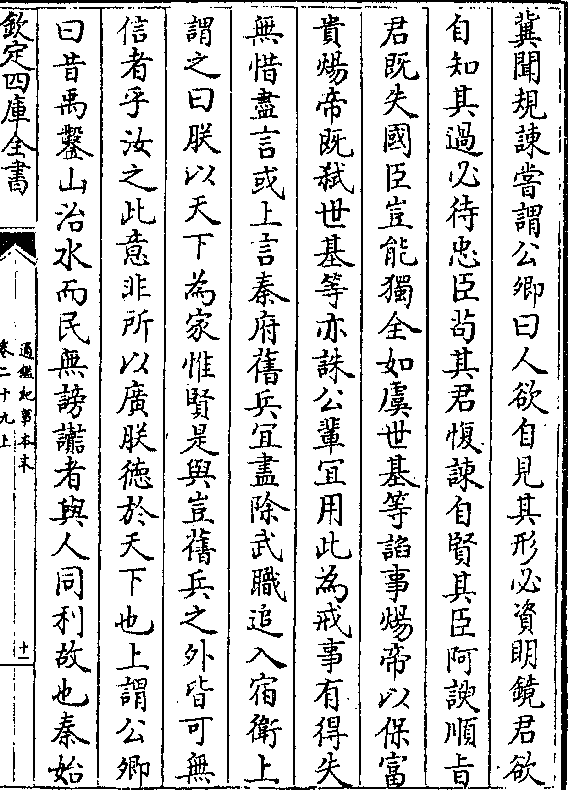 冀聞規諫嘗謂公卿曰人欲自見其形必資明鏡君欲
自知其過必待忠臣苟其君愎諫自賢其臣阿諛順旨
君既失國臣豈能獨全如虞世基等諂事煬帝以保富
貴煬帝既弑世基等亦誅公輩宜用此為戒事有得失
無惜盡言或上言秦府舊兵宜盡除武職追入宿衛上
謂之曰朕以天下為家惟賢是與豈舊兵之外皆可無
信者乎汝之此意非所以廣朕徳於天下也上謂公卿
曰昔禹鑿山治水而民無謗讟者與人同利故也秦始
欽定四庫全書
通鑑紀事本末
卷二十九上
十一